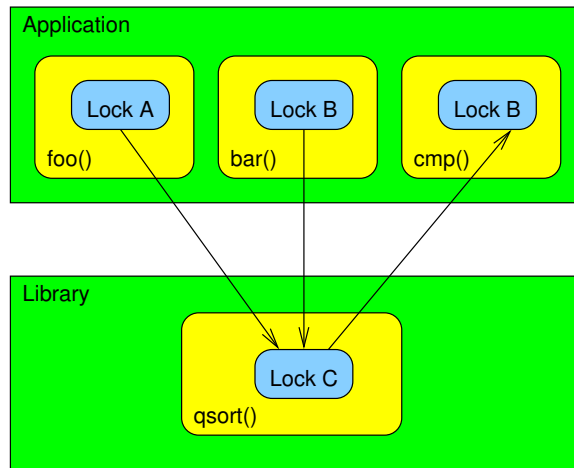 Application
Lock A
Lock B
Lock B
foo()
bar()
cmp()
Library
Lock C
qsort()